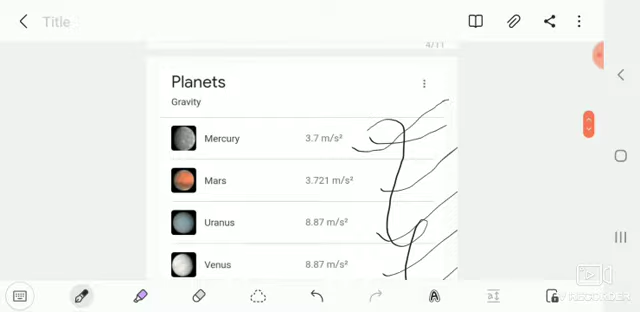 Title
4/11
Planets
Gravity
Mercury 3.7 m/s²
Mars 3.721 m/s²
Uranus 8.87 m/s²
Venus 8.87 m/s²